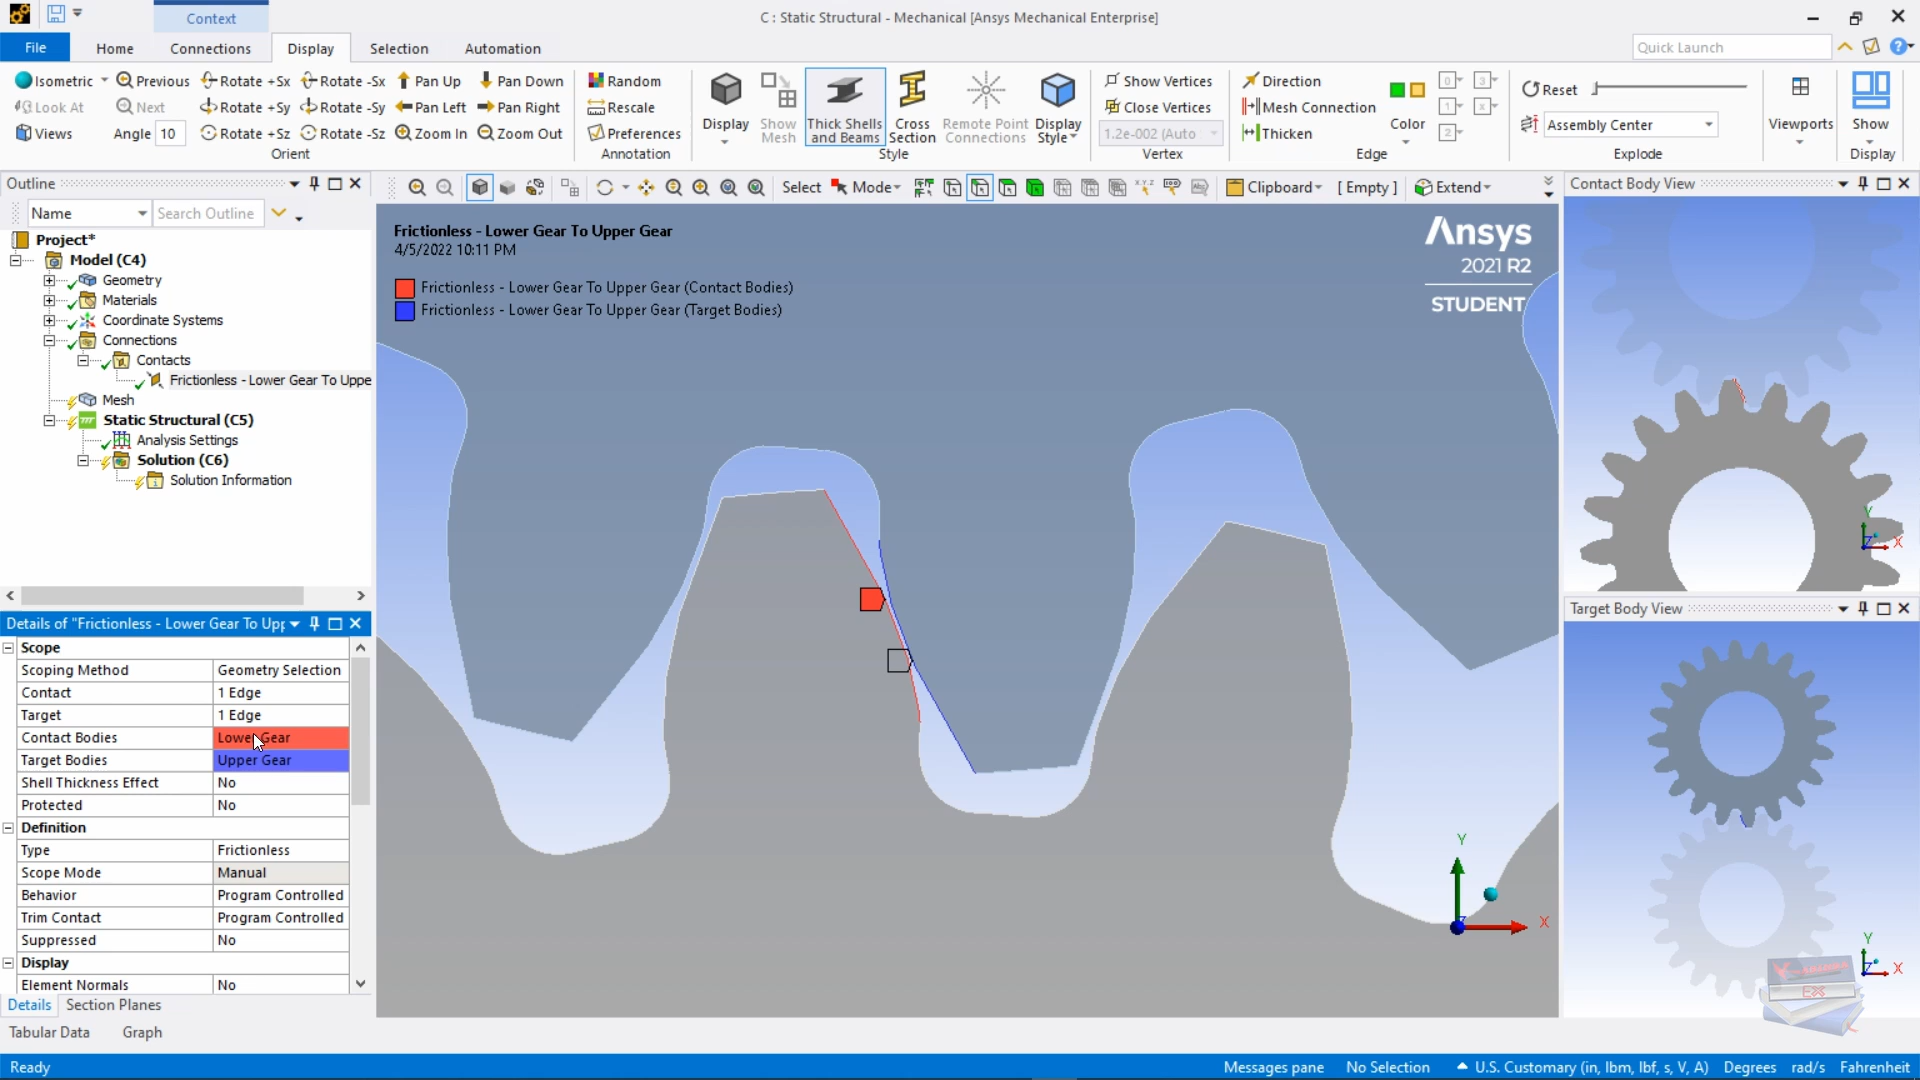 Context
C : Static Structural - Mechanical [Ansys Mechanical Enterprise]
File
Home
Connections
Display
Selection
Automation
Quick Launch
Isometric
Previous
Rotate +Sx
Rotate -Sx
Pan Up
Pan Down
Look At
Next
Rotate +Sy
Rotate -Sy
Pan Left
Pan Right
Views
Angle 10
Rotate +Sz
Rotate -Sz
Zoom In
Zoom Out
Orient
Random
Rescale
Preferences
Annotation
Display
Show Mesh
Thick Shells and Beams
Cross Section
Remote Point Connections
Display Style
Style
Show Vertices
Close Vertices
1.2e-002 (Auto
Vertex
Direction
Mesh Connection
Thicken
Color
Edge
Reset
Assembly Center
Explode
Viewports
Show
Display
Outline
Select
Mode
Clipboard
[ Empty ]
Extend
Contact Body View
Name
Search Outline
Project*
Model (C4)
Geometry
Materials
Coordinate Systems
Connections
Contacts
Frictionless - Lower Gear To Uppe
Mesh
Static Structural (C5)
Analysis Settings
Solution (C6)
Solution Information
Frictionless - Lower Gear To Upper Gear
4/5/2022 10:11 PM
Frictionless - Lower Gear To Upper Gear (Contact Bodies)
Frictionless - Lower Gear To Upper Gear (Target Bodies)
Ansys
2021 R2
STUDENT
Y
X
Y
X
Target Body View
Y
X
Details of "Frictionless - Lower Gear To Upp
Scope
Scoping Method Geometry Selection
Contact 1 Edge
Target 1 Edge
Contact Bodies Lower Gear
Target Bodies Upper Gear
Shell Thickness Effect No
Protected No
Definition
Type Frictionless
Scope Mode Manual
Behavior Program Controlled
Trim Contact Program Controlled
Suppressed No
Display
Element Normals No
Details
Section Planes
Tabular Data
Graph
Ready
Messages pane
No Selection
U.S. Customary (in, lbm, lbf, s, V, A)
Degrees
rad/s
Fahrenheit